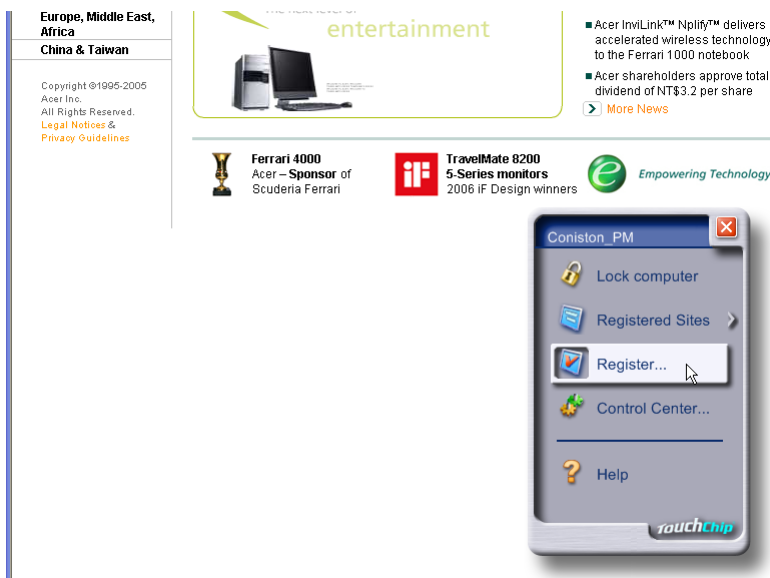 Europe, Middle East,
Africa
China & Taiwan
Copyright ©1995-2005
Acer Inc.
All Rights Reserved.
Legal Notices &
Privacy Guidelines
entertainment
■ Acer InviLink™ Nplify™ delivers
accelerated wireless technology
to the Ferrari 1000 notebook
■ Acer shareholders approve total
dividend of NT$3.2 per share
More News
Ferrari 4000
Acer – Sponsor of
Scuderia Ferrari
iF
TravelMate 8200
5-Series monitors
2006 iF Design winners
e
Empowering Technology
Coniston_PM
Lock computer
Registered Sites
Register...
Control Center...
Help
TouchChip